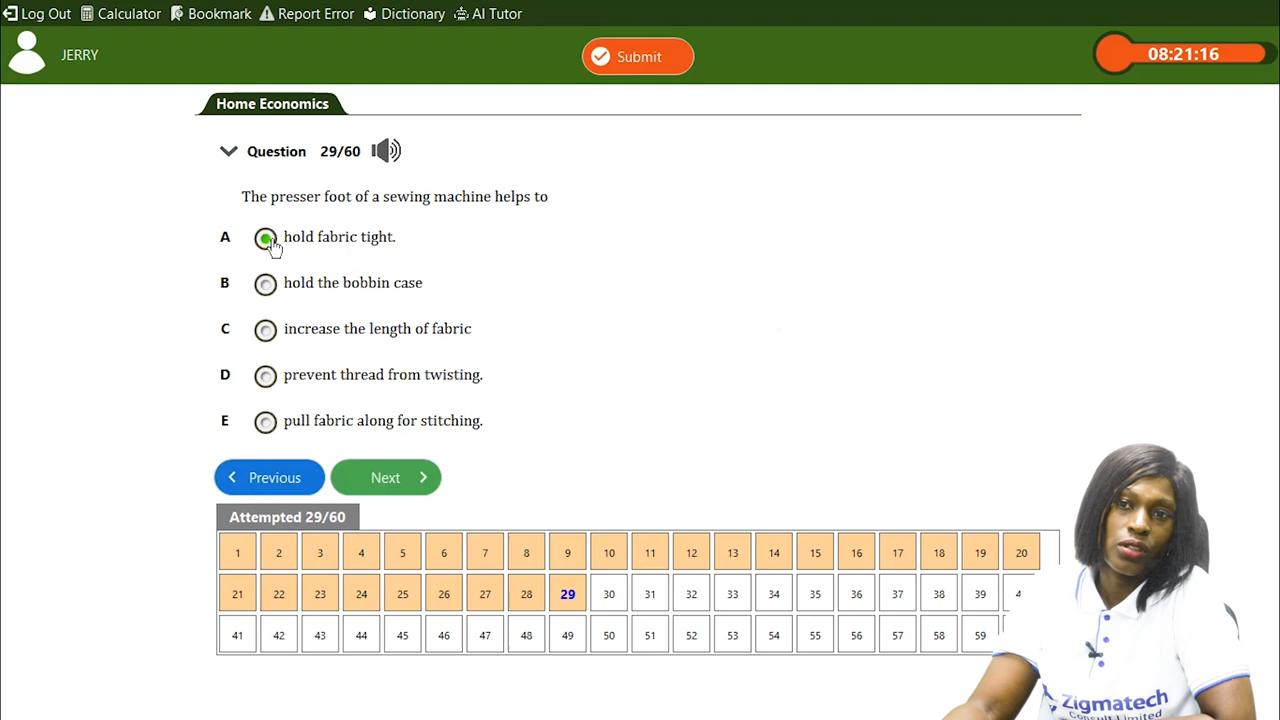 Log Out Calculator Bookmark Report Error Dictionary AI Tutor
JERRY
Submit
08:21:16
Home Economics
Question 29/60
The presser foot of a sewing machine helps to
A hold fabric tight.
B hold the bobbin case
C increase the length of fabric
D prevent thread from twisting.
E pull fabric along for stitching.
Previous Next
Attempted 29/60
1 2 3 4 5 6 7 8 9 10 11 12 13 14 15 16 17 18 19 20
21 22 23 24 25 26 27 28 29 30 31 32 33 34 35 36 37 38 39
41 42 43 44 45 46 47 48 49 50 51 52 53 54 55 56 57 58 59
Zigmatech
Consult Limited